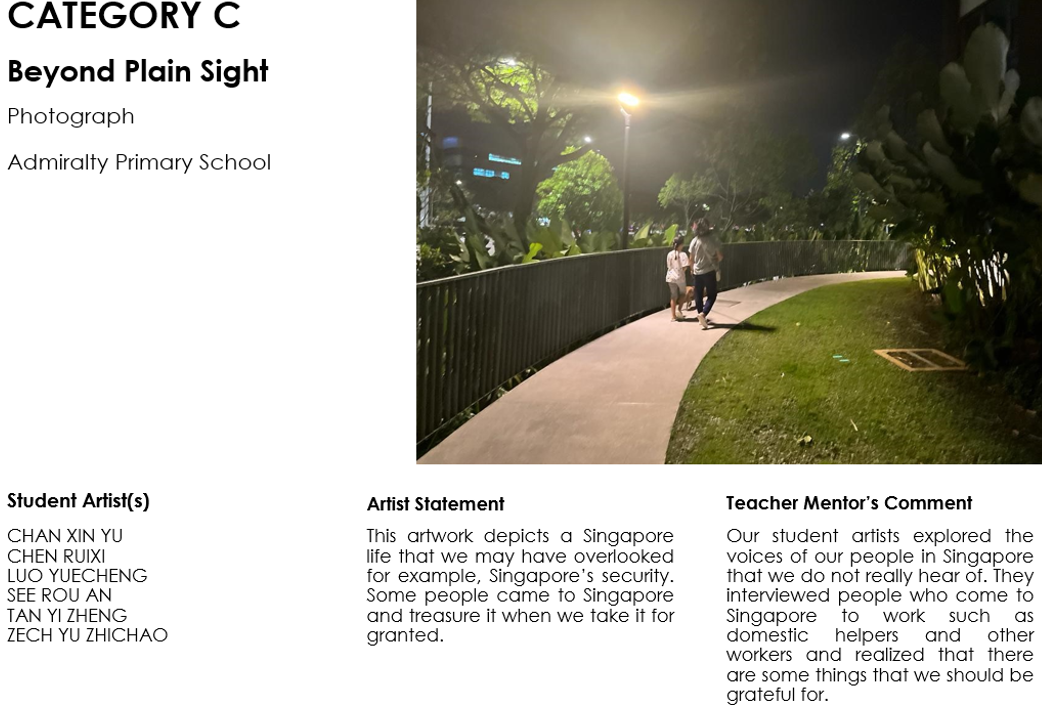 CATEGORY C
Beyond Plain Sight
Photograph
Admiralty Primary School
Student Artist(s)
CHAN XIN YU
CHEN RUIXI
LUO YUECHENG
SEE ROU AN
TAN YI ZHENG
ZECH YU ZHICHAO
Artist Statement
This artwork depicts a Singapore
life that we may have overlooked
for example, Singapore's security.
Some people came to Singapore
and treasure it when we take it for
granted.
Teacher Mentor's Comment
Our student artists explored the
voices of our people in Singapore
that we do not really hear of. They
interviewed people who come to
Singapore to work such as
domestic helpers and other
workers and realized that there
are some things that we should be
grateful for.